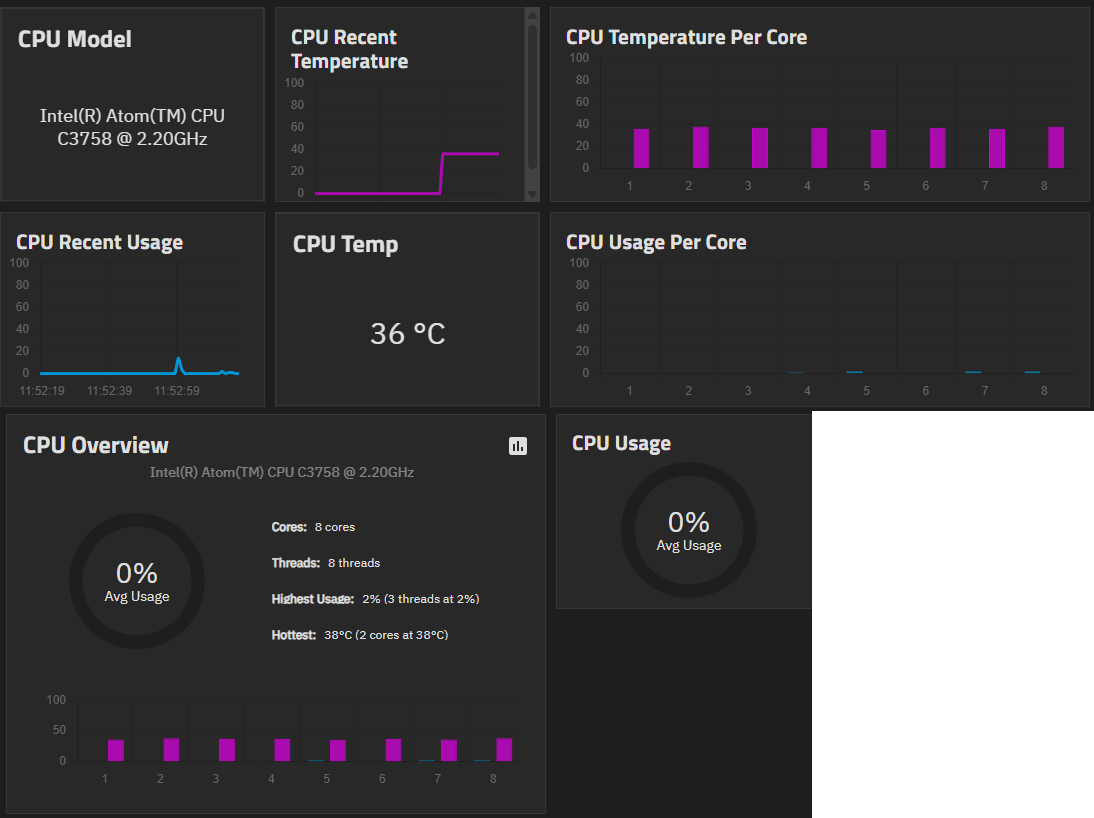 CPU Model
Intel(R) Atom(TM) CPU
C3758 @ 2.20GHz
CPU Recent
Temperature
100
80
60
40
20
0
CPU Temperature Per Core
100
80
60
40
20
0
1 2 3 4 5 6 7 8
CPU Recent Usage
100
80
60
40
20
0
11:52:19 11:52:39 11:52:59
CPU Temp
36 °C
CPU Usage Per Core
100
80
60
40
20
0
1 2 3 4 5 6 7 8
CPU Overview
Intel(R) Atom(TM) CPU C3758 @ 2.20GHz
0%
Avg Usage
Cores: 8 cores
Threads: 8 threads
Highest Usage: 2% (3 threads at 2%)
Hottest: 38°C (2 cores at 38°C)
100
50
0
1 2 3 4 5 6 7 8
CPU Usage
0%
Avg Usage